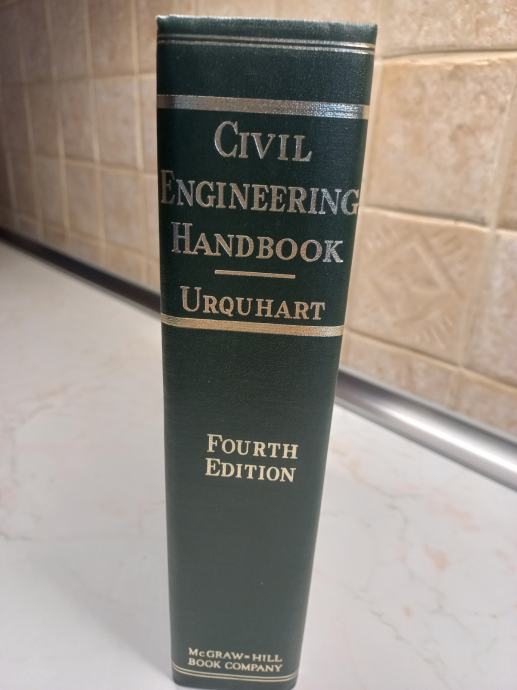 CIVIL
ENGINEERING
HANDBOOK
URQUHART
FOURTH
EDITION
MCGRAW-HILL
BOOK COMPANY